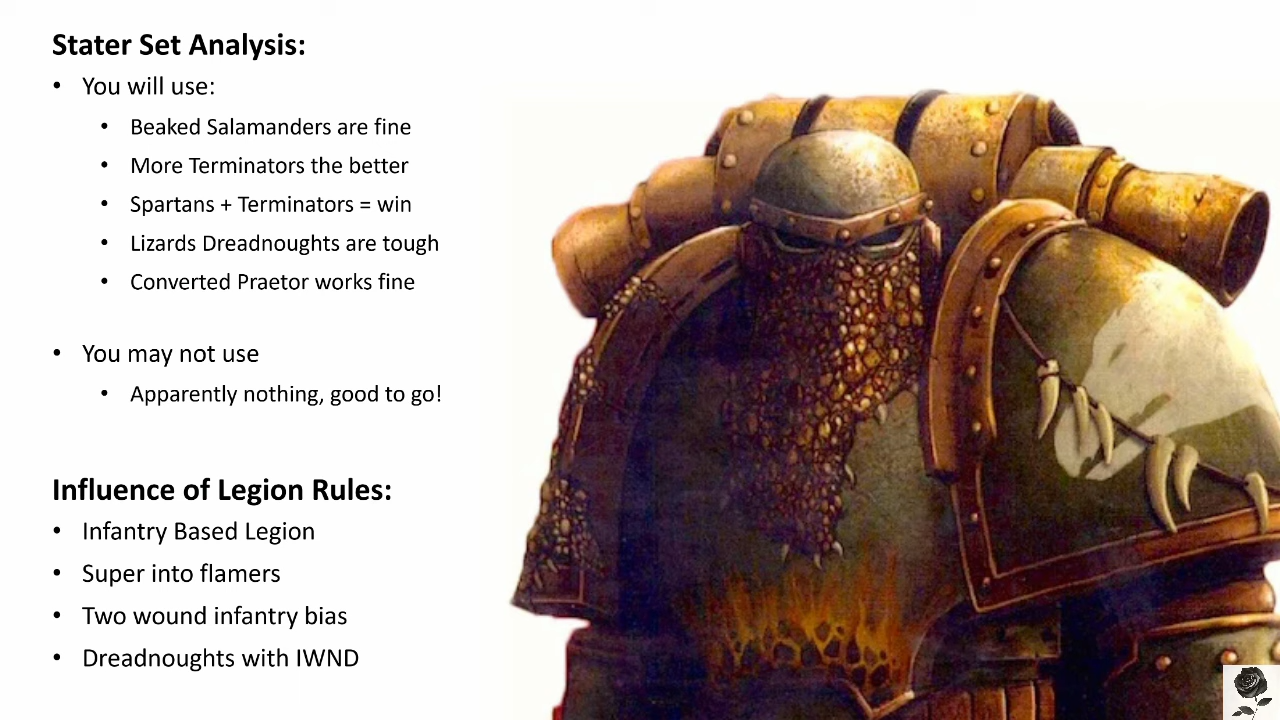 Stater Set Analysis:
• You will use:
• Beaked Salamanders are fine
• More Terminators the better
• Spartans + Terminators = win
• Lizards Dreadnoughts are tough
• Converted Praetor works fine
• You may not use
• Apparently nothing, good to go!
Influence of Legion Rules:
• Infantry Based Legion
• Super into flamers
• Two wound infantry bias
• Dreadnoughts with IWND